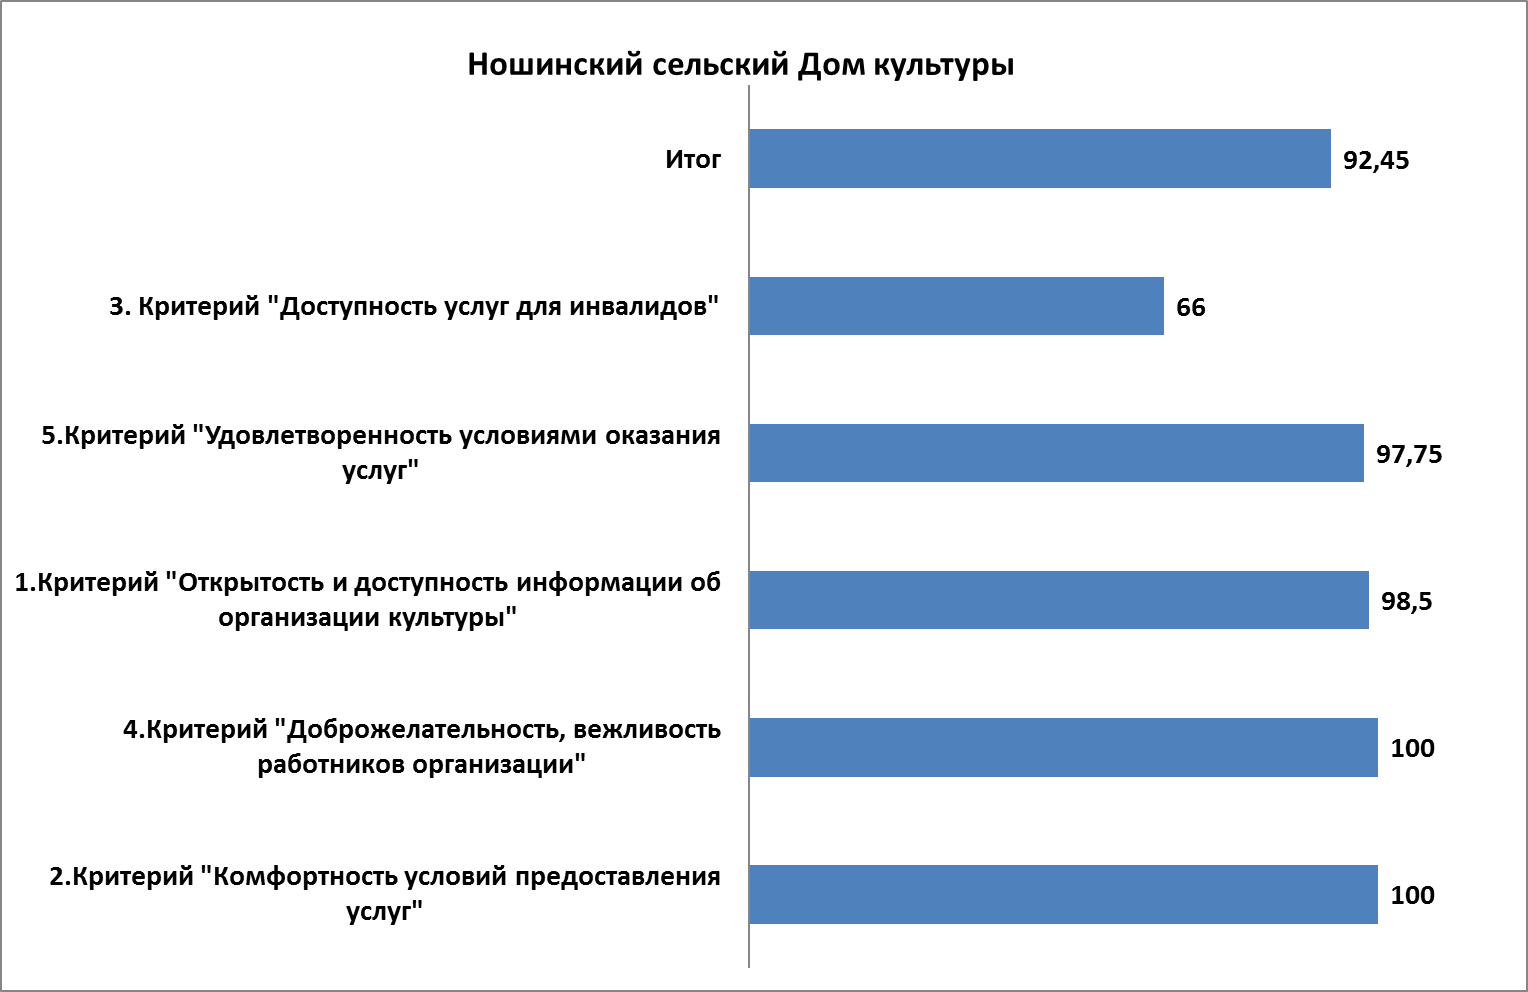 Ношинский сельский Дом культуры
Итог
92,45
3. Критерий "Доступность услуг для инвалидов"
66
5.Критерий "Удовлетворенность условиями оказания
услуг"
97,75
1.Критерий "Открытость и доступность информации об
организации культуры"
98,5
4.Критерий "Доброжелательность, вежливость
работников организации"
100
2.Критерий "Комфортность условий предоставления
услуг"
100